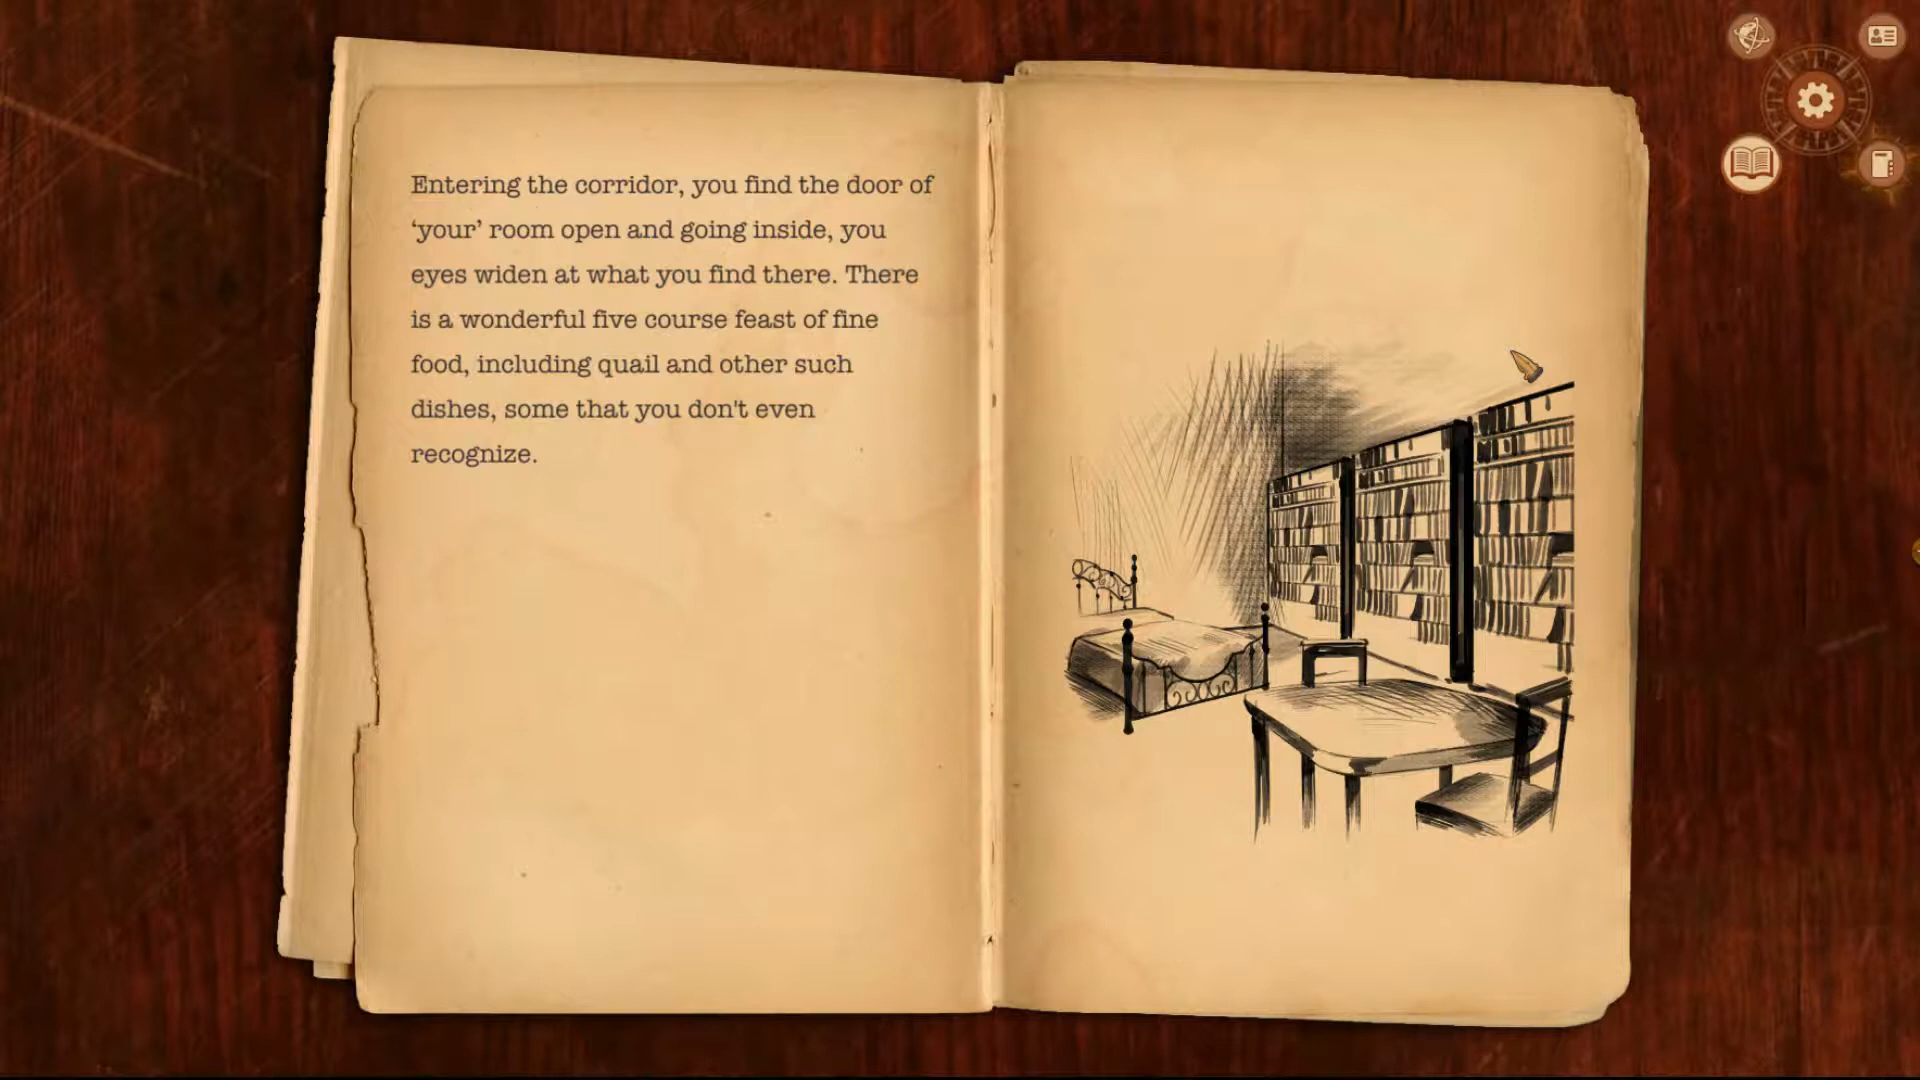 Entering the corridor, you find the door of
‘your’ room open and going inside, you
eyes widen at what you find there. There
is a wonderful five course feast of fine
food, including quail and other such
dishes, some that you don't even
recognize.